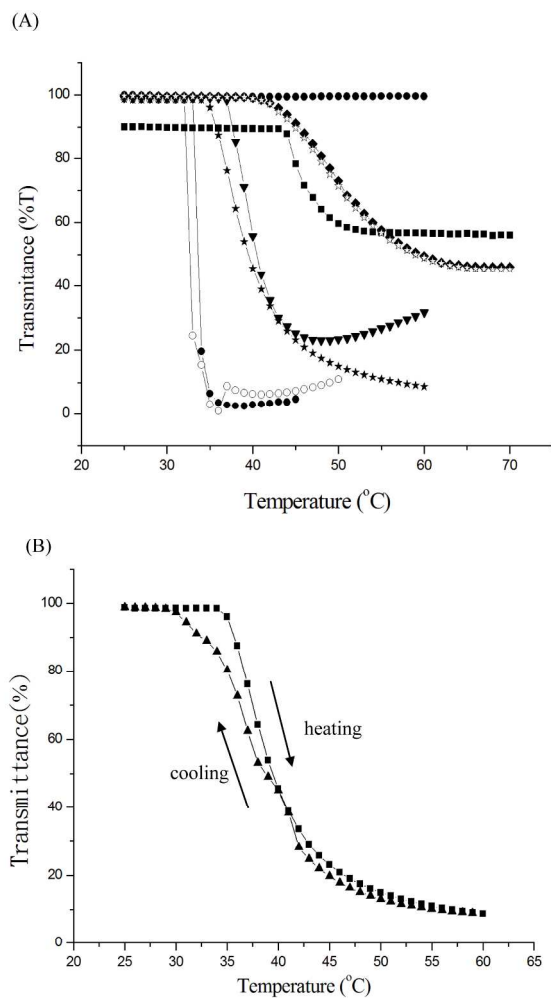 (A)
100
80
60
40
20
0
Transmitance (%T)
20 30 40 50 60 70
Temperature (°C)
(B)
100
80
60
40
20
0
Transmittance(%)
heating
cooling
20 25 30 35 40 45 50 55 60 65
Temperature (°C)